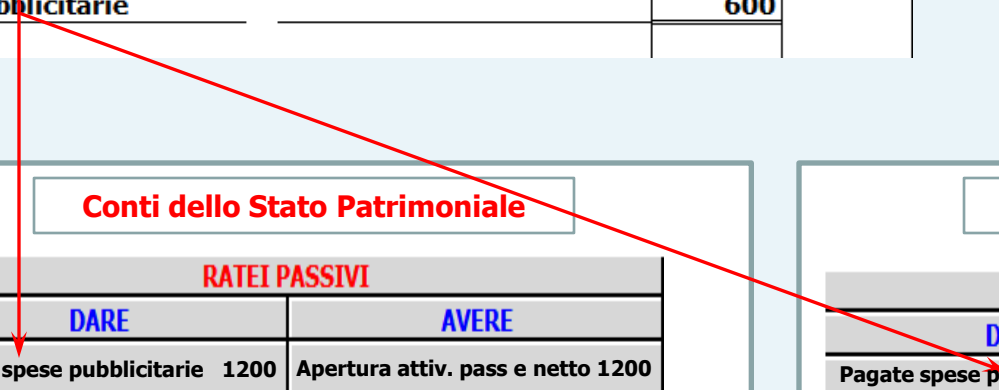 bblicitarie 600
Conti dello Stato Patrimoniale
RATEI PASSIVI
DARE AVERE
spese pubblicitarie 1200 Apertura attiv. pass e netto 1200
D
Pagate spese p